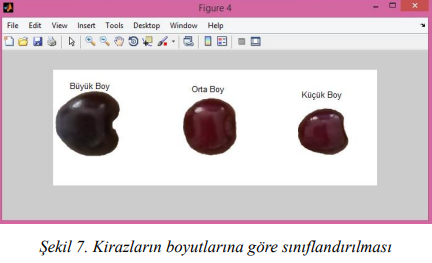 Figure 4
File Edit View Insert Tools Desktop Window Help
Büyük Boy
Orta Boy
Küçük Boy
Şekil 7. Kirazların boyutlarına göre sınıflandırılması